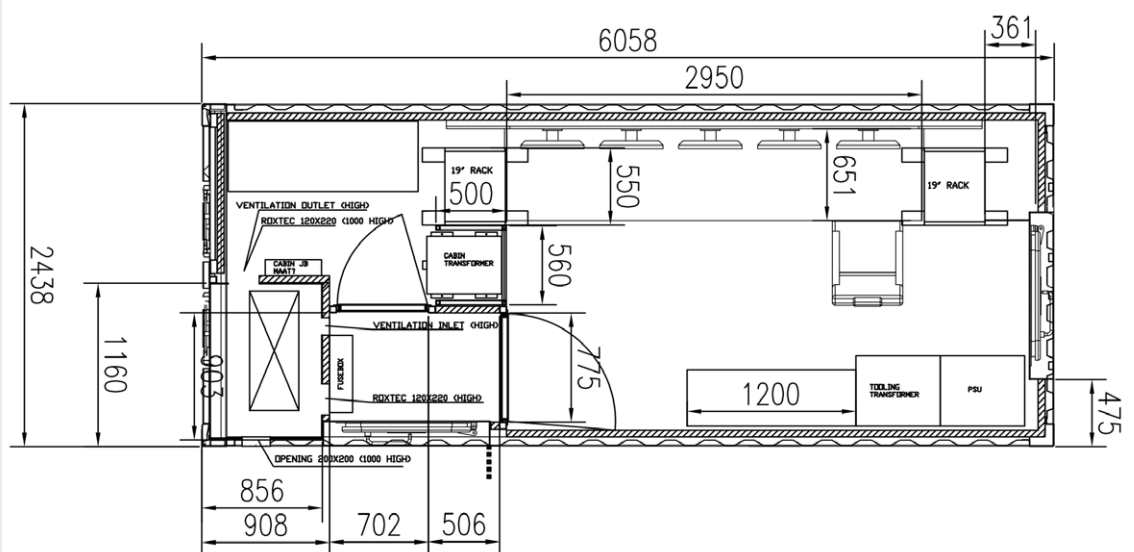 361
6058
2950
19" RACK
500
550
651
19" RACK
VENTILATION OUTLET (HIGH)
ROXTEC 120X220 (1000 HIGH)
CABIN JB
MAAT?
CABIN
TRANSFORMER
560
2438
1160
903
VENTILATION INLET (HIGH)
FUSEBOX
775
ROXTEC 120X220 (HIGH)
1200
TOOLING
TRANSFORMER
PSU
475
OPENING 200X200 (1000 HIGH)
856
908
702
506